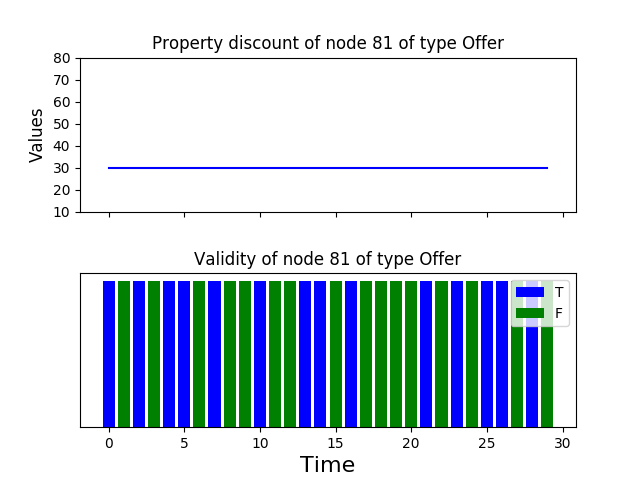 Property discount of node 81 of type Offer
80
70
60
50
40
30
20
10
Values
Validity of node 81 of type Offer
T
F
0 5 10 15 20 25 30
Time